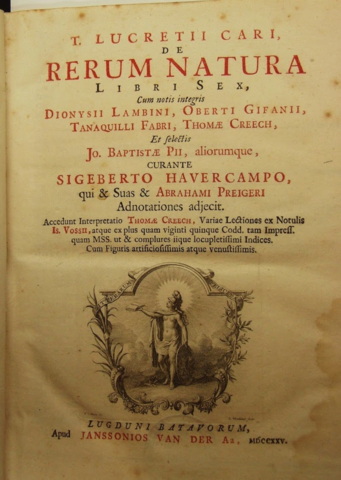 T. LUCRETII CARI,
DE
RERUM NATURA
LIBRI SEX,
Cum notis integris
DIONYSII LAMBINI, OBERTI GIFANII,
TANAQUILLI FABRI, THOMÆ CREECH,
Et selectis
JO. BAPTISTÆ PII, aliorumque,
CURANTE
SIGEBERTO HAVERCAMPO,
qui & Suas & ABRAHAMI PREIGERI
Adnotationes adjecit.
Accedunt Interpretatio THOMÆ CREECH, Variae Lectiones ex Notulis
IS. VOSSII, atque ex plus quam viginti quinque Codd. tam Impress.
quam MSS. ut & complures iique locupletissimi Indices.
Cum Figuris artificiosissimis atque venustissimis.
LUGDUNI BATAVORUM,
Apud JANSSONIOS VAN DER AA. MDCCXXV.